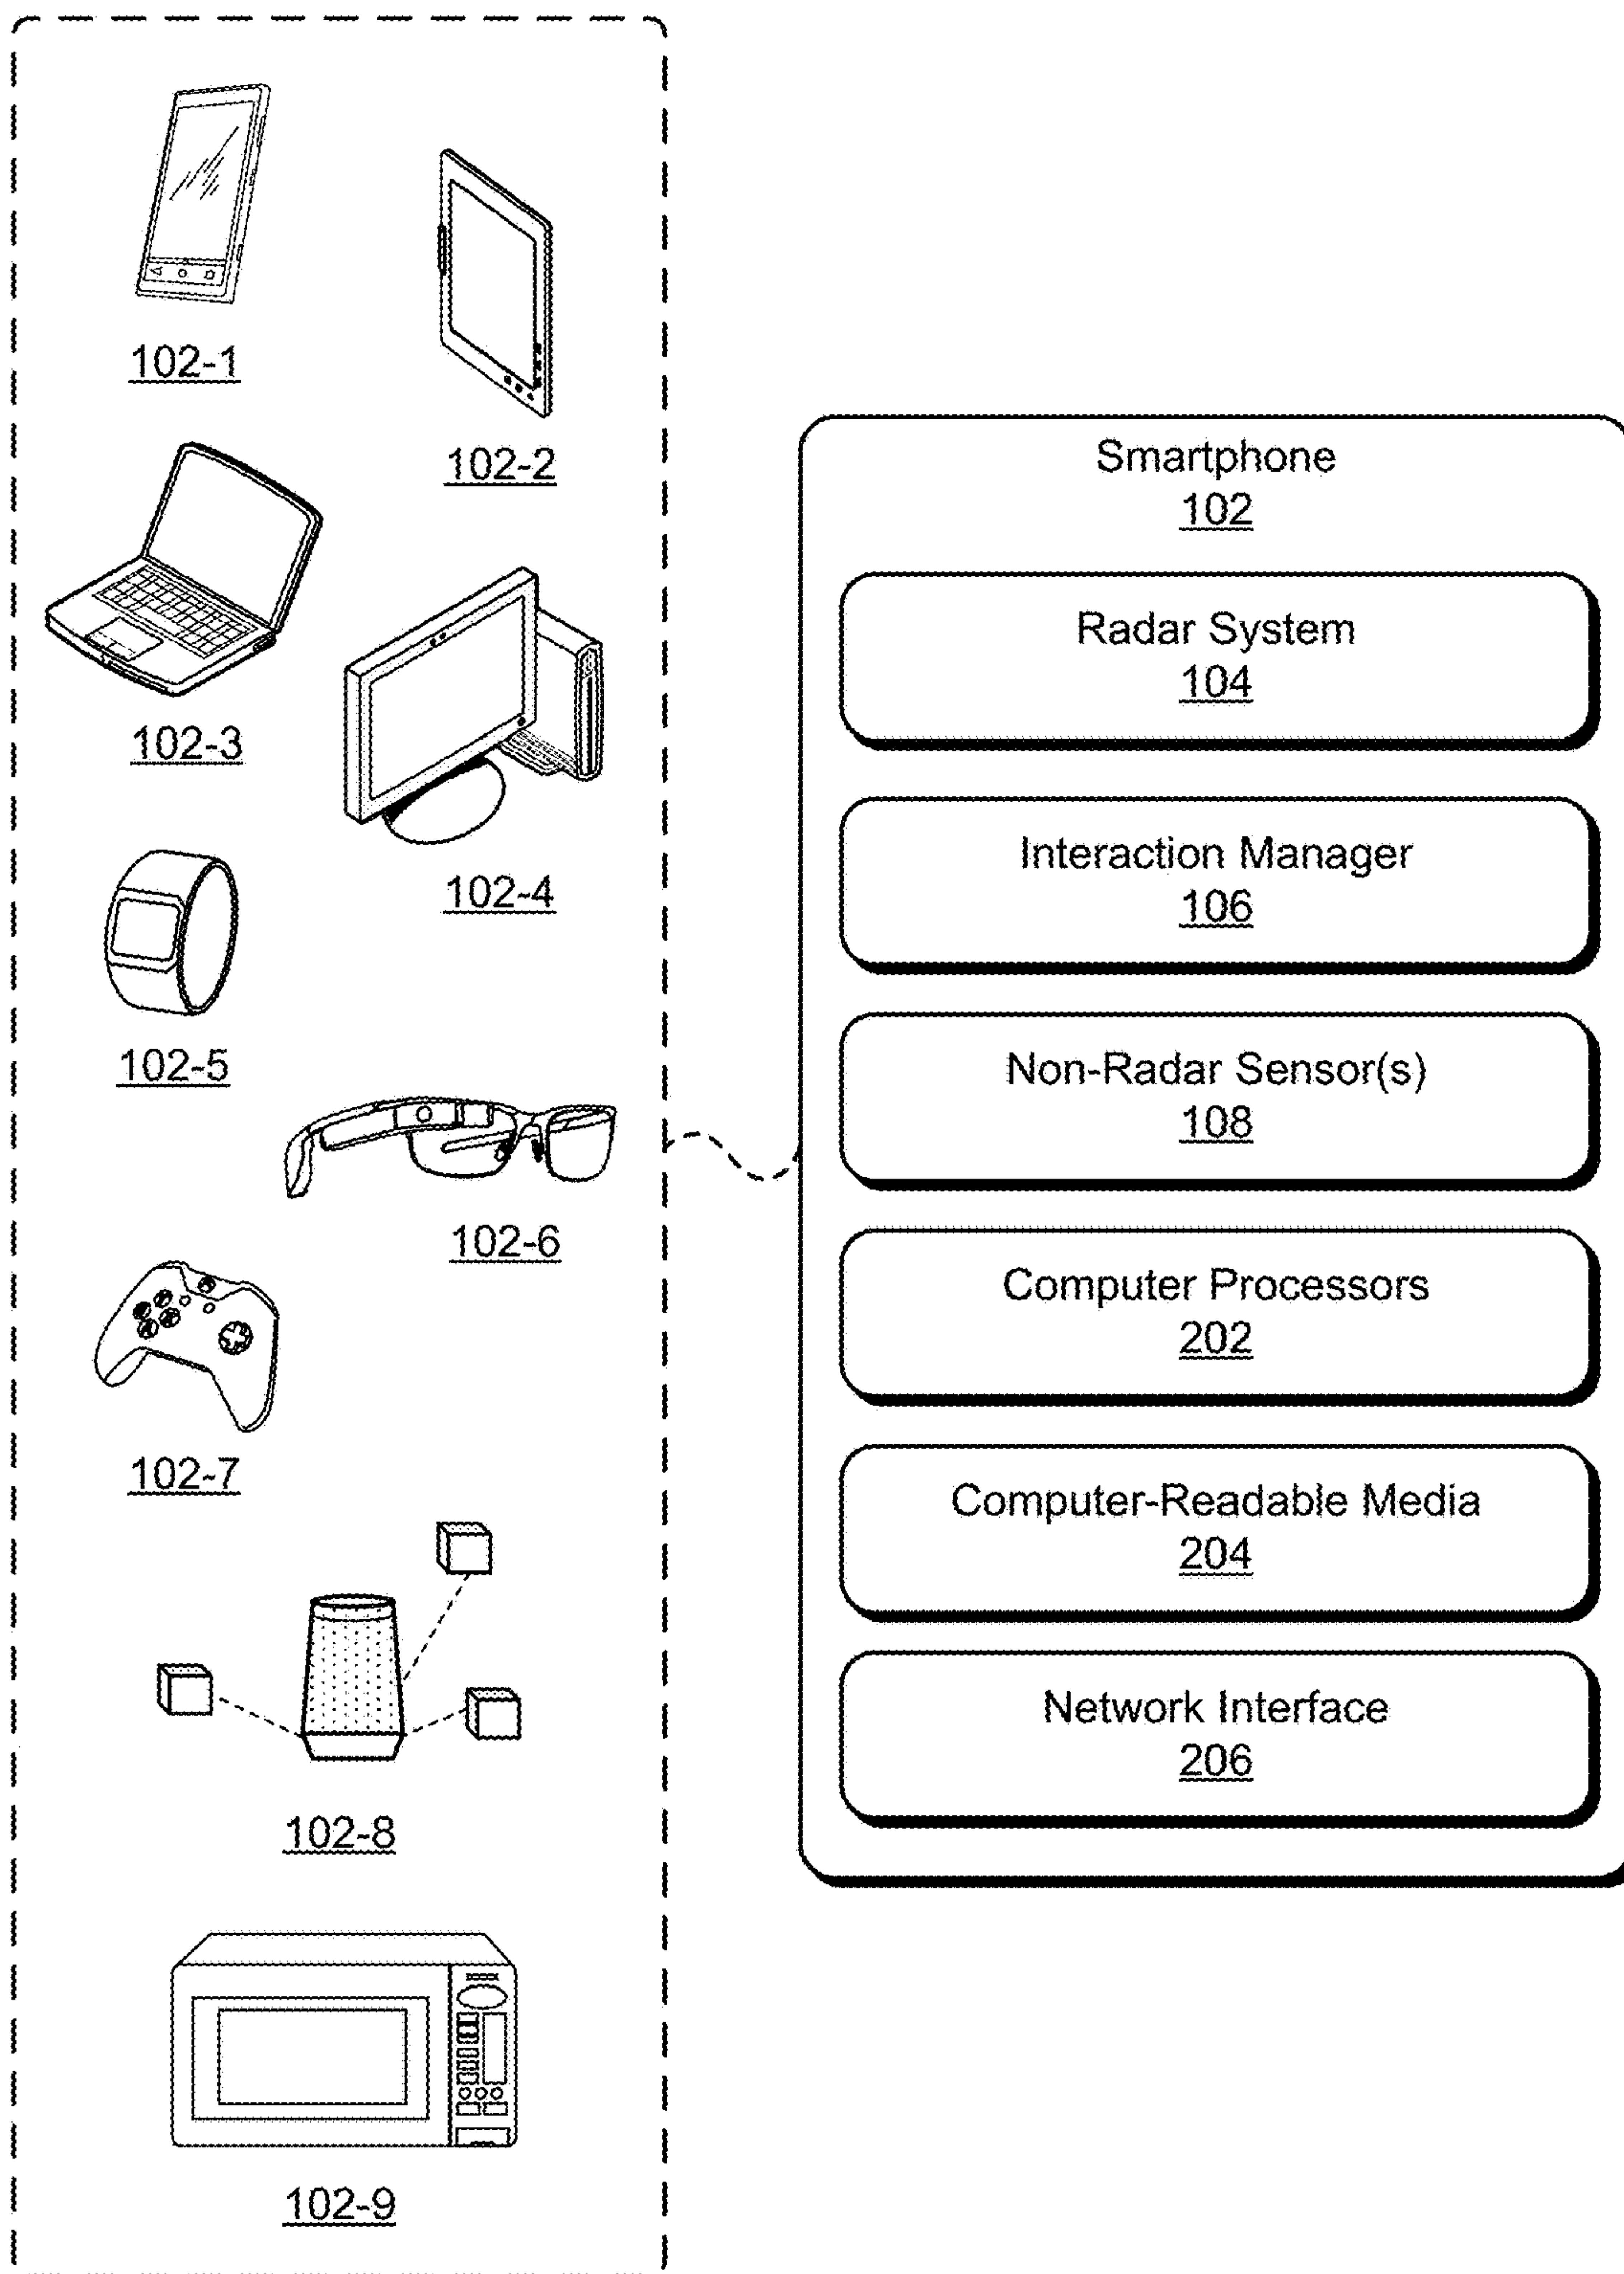 102-1
102-2
102-3
102-4
102-5
102-6
102-7
102-8
102-9
Smartphone
102
Radar System
104
Interaction Manager
106
Non-Radar Sensor(s)
108
Computer Processors
202
Computer-Readable Media
204
Network Interface
206